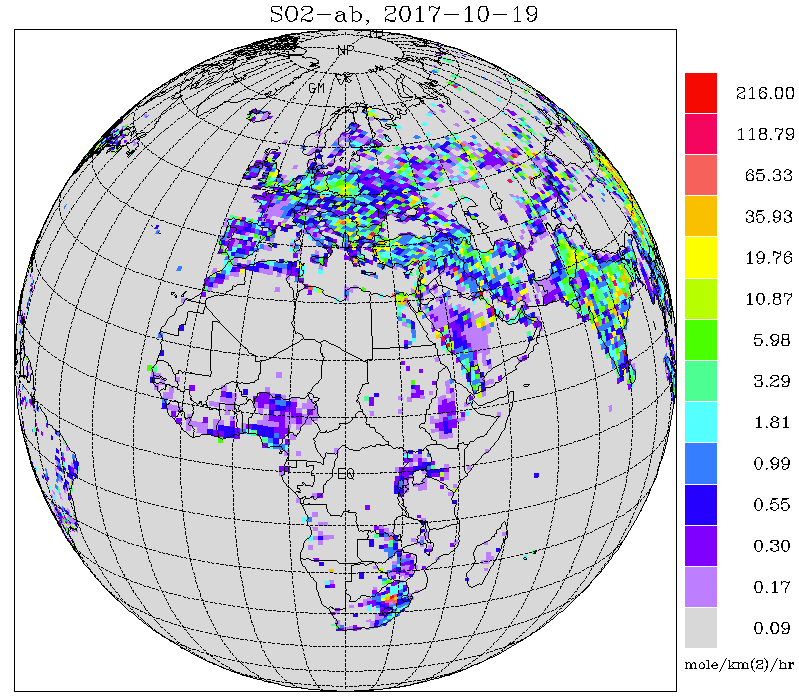 SO2-ab, 2017-10-19
NP
GM
EQ
216.00
118.79
65.33
35.93
19.76
10.87
5.98
3.29
1.81
0.99
0.55
0.30
0.17
0.09
mole/km(2)/hr